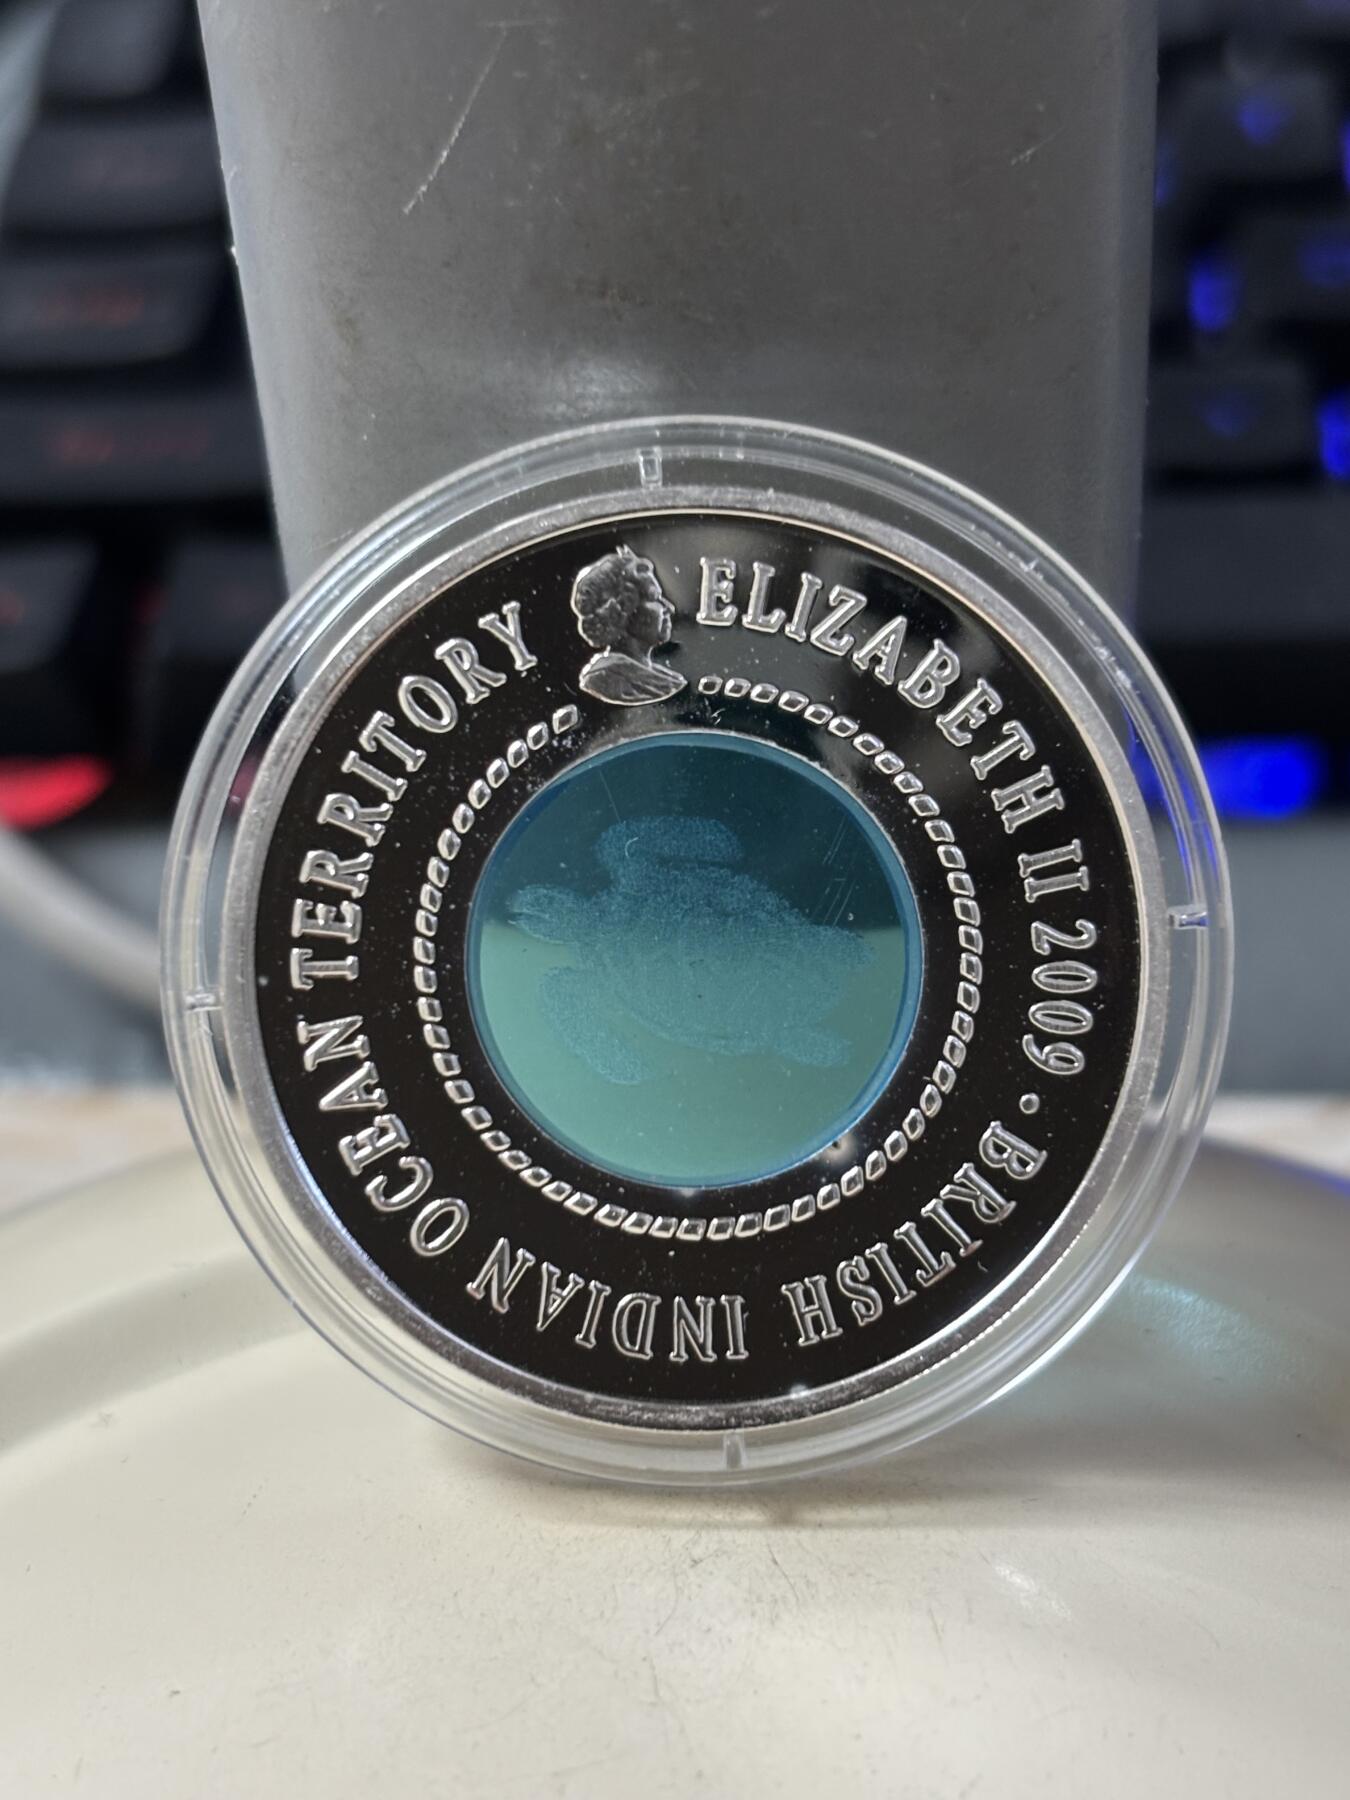 ELIZABETH II 2009 • BRITISH INDIAN OCEAN TERRITORY